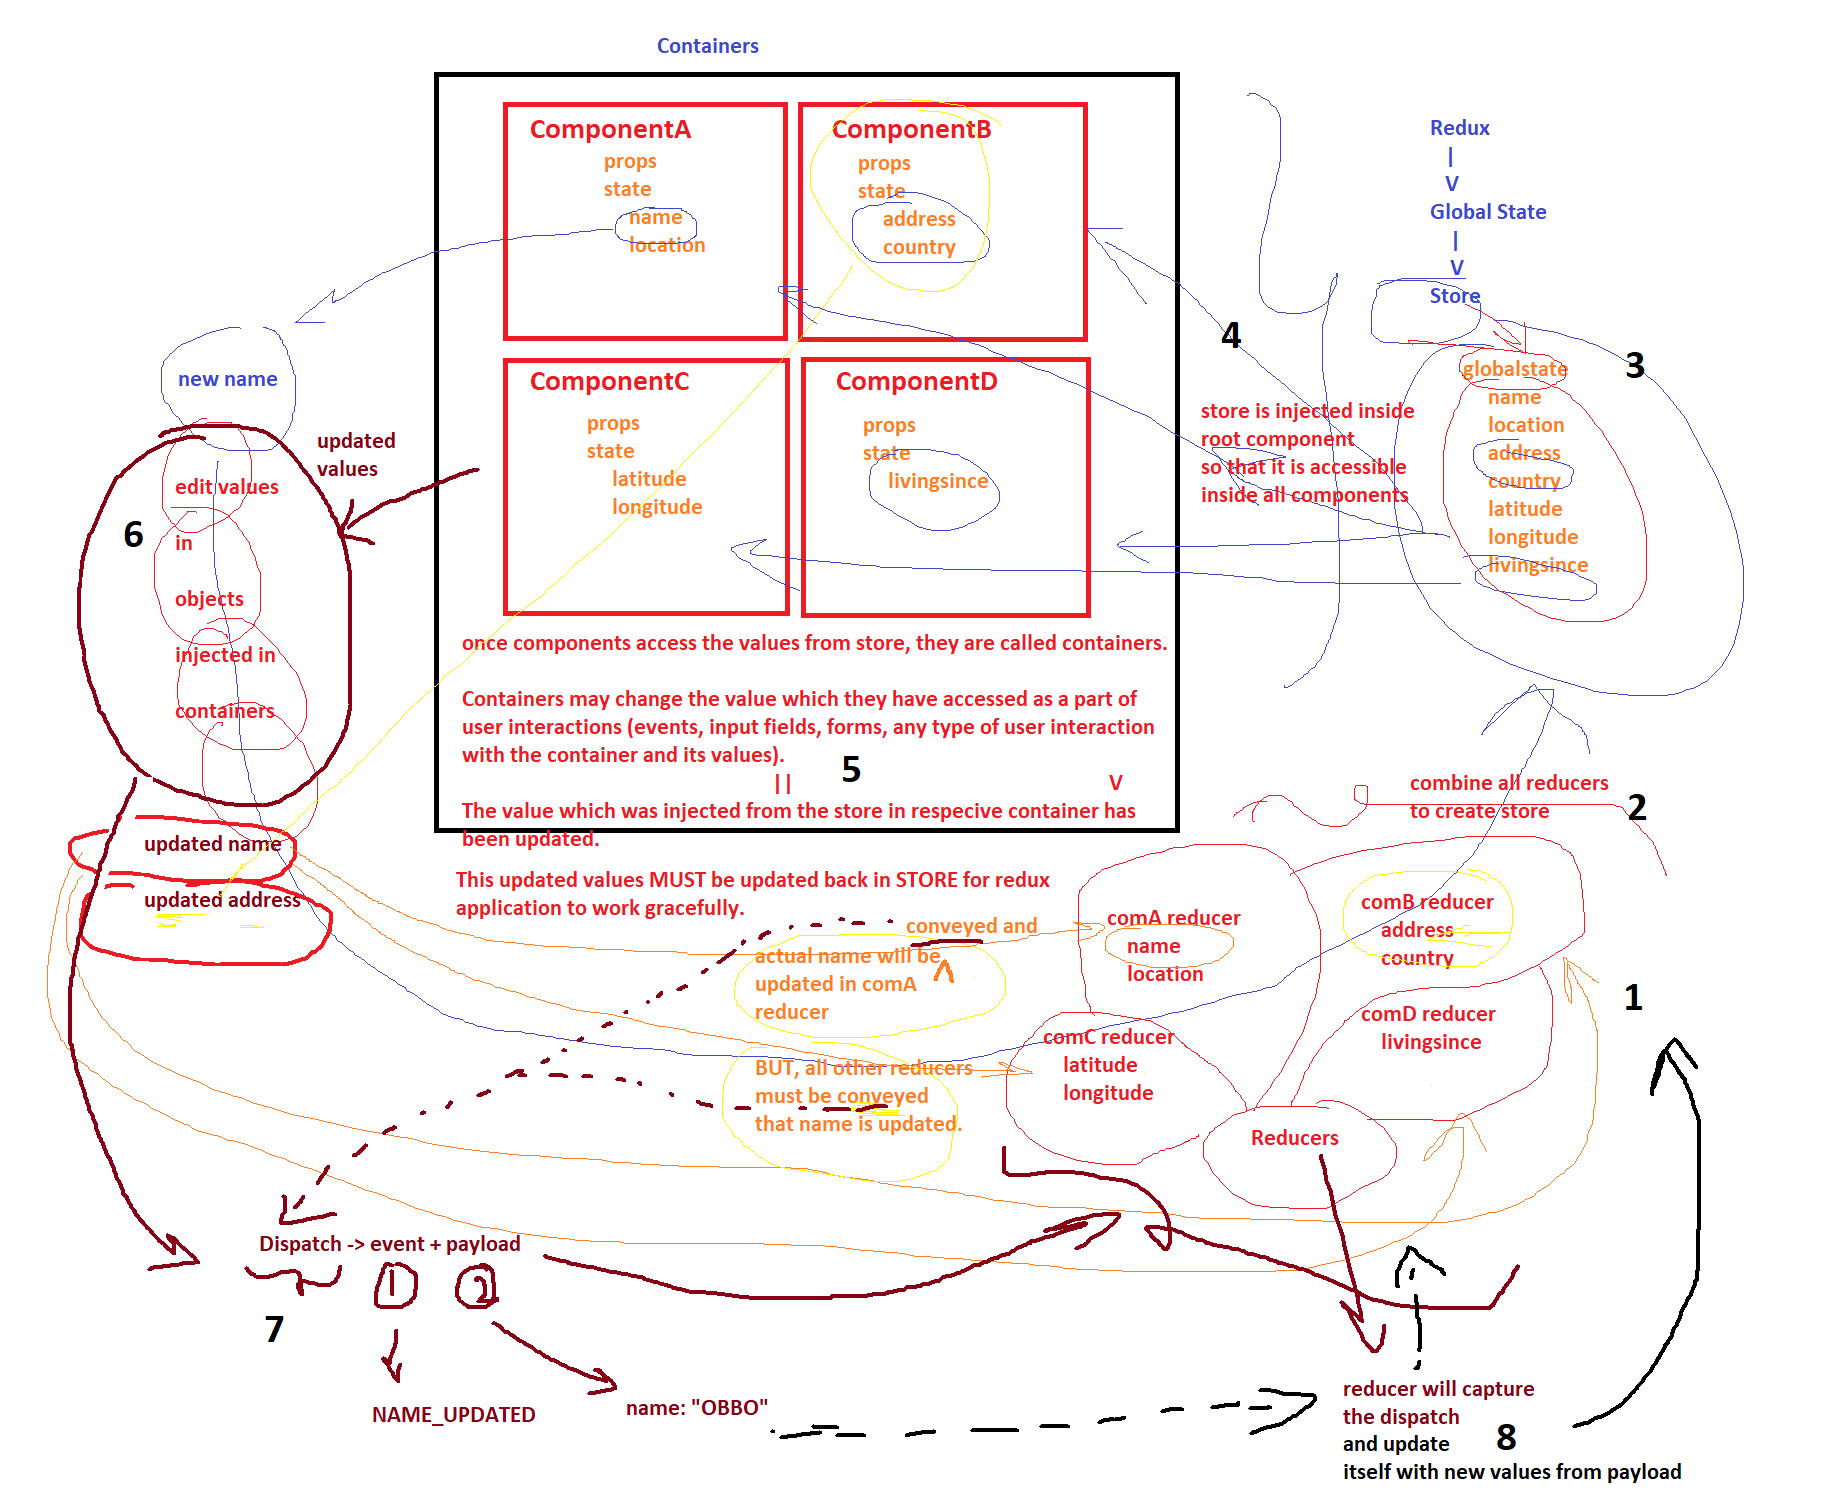 Containers
ComponentA
props
state
name
location
ComponentB
props
state
address
country
ComponentC
props
state
latitude
longitude
ComponentD
props
state
livingsince
once components access the values from store, they are called containers.
Containers may change the value which they have accessed as a part of
user interactions (events, input fields, forms, any type of user interaction
with the container and its values).
|| V
5
The value which was injected from the store in respecive container has
been updated.
This updated values MUST be updated back in STORE for redux
application to work gracefully.
Redux
|
V
Global State
|
V
Store
3
globalstate
name
location
address
country
latitude
longitude
livingsince
4
store is injected inside
root component
so that it is accessible
inside all components
new name
updated
values
6
edit values
in
objects
injected in
containers
updated name
updated address
combine all reducers
to create store
2
conveyed and
actual name will be
updated in comA
reducer
BUT, all other reducers
must be conveyed
that name is updated.
comA reducer
name
location
comB reducer
address
country
comC reducer
latitude
longitude
comD reducer
livingsince
1
Reducers
Dispatch -> event + payload
1 2
7
NAME_UPDATED
name: "OBBO"
reducer will capture
the dispatch
and update
itself with new values from payload
8